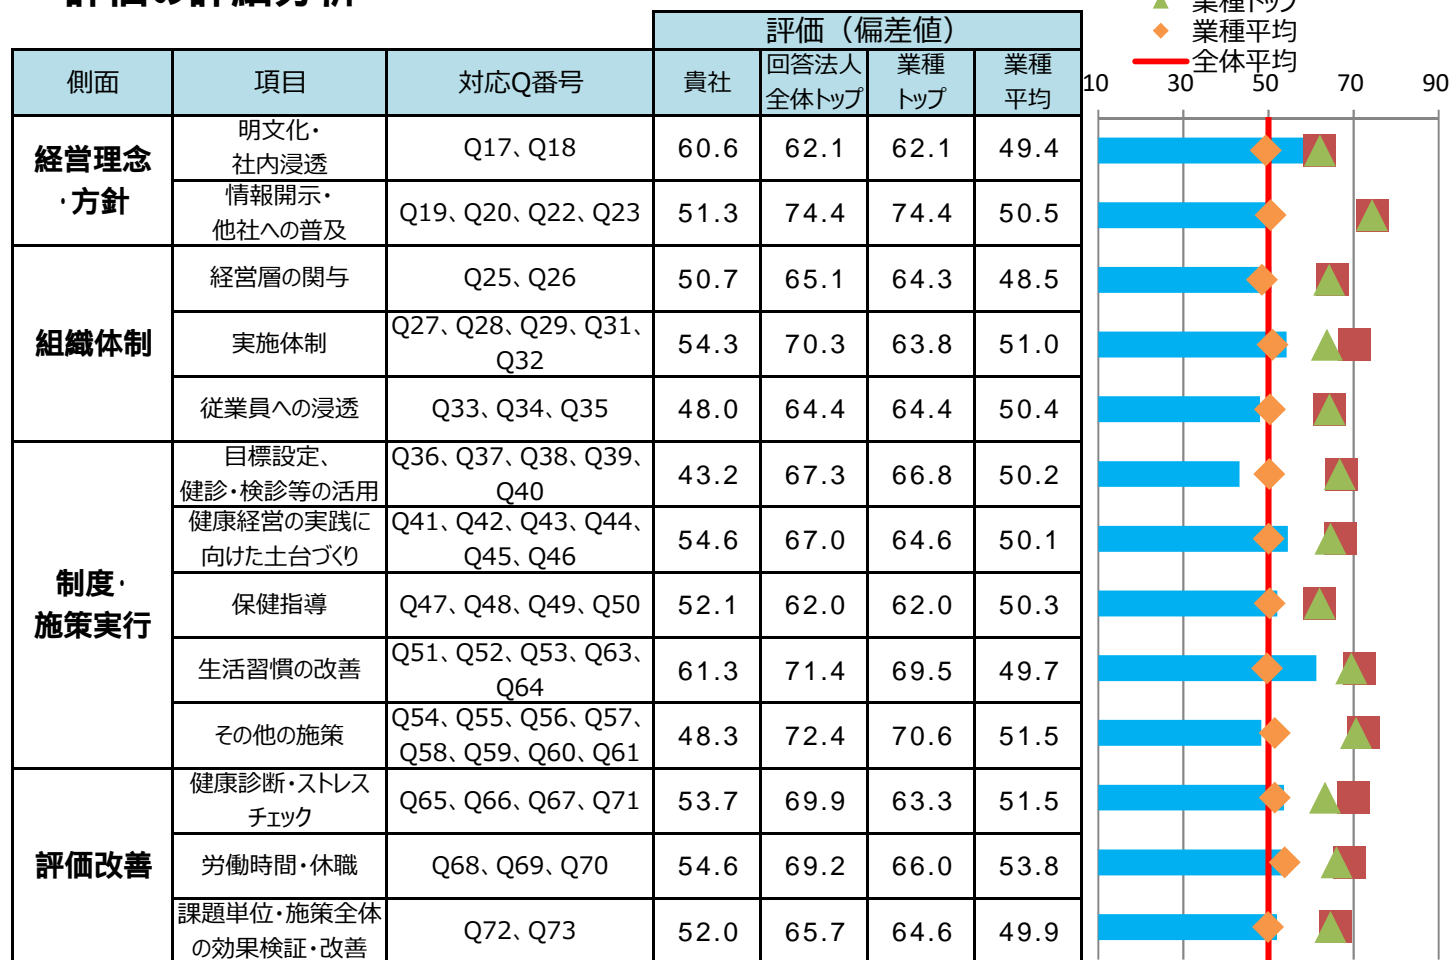 評価の詳細分析
業種トップ
業種平均
全体平均
評価（偏差値）
側面 項目 対応Q番号 貴社 回答法人全体トップ 業種トップ 業種平均
10 30 50 70 90
経営理念・方針
明文化・社内浸透 Q17、Q18 60.6 62.1 62.1 49.4
情報開示・他社への普及 Q19、Q20、Q22、Q23 51.3 74.4 74.4 50.5
組織体制
経営層の関与 Q25、Q26 50.7 65.1 64.3 48.5
実施体制 Q27、Q28、Q29、Q31、Q32 54.3 70.3 63.8 51.0
従業員への浸透 Q33、Q34、Q35 48.0 64.4 64.4 50.4
制度・施策実行
目標設定、健診・検診等の活用 Q36、Q37、Q38、Q39、Q40 43.2 67.3 66.8 50.2
健康経営の実践に向けた土台づくり Q41、Q42、Q43、Q44、Q45、Q46 54.6 67.0 64.6 50.1
保健指導 Q47、Q48、Q49、Q50 52.1 62.0 62.0 50.3
生活習慣の改善 Q51、Q52、Q53、Q63、Q64 61.3 71.4 69.5 49.7
その他の施策 Q54、Q55、Q56、Q57、Q58、Q59、Q60、Q61 48.3 72.4 70.6 51.5
評価改善
健康診断・ストレスチェック Q65、Q66、Q67、Q71 53.7 69.9 63.3 51.5
労働時間・休職 Q68、Q69、Q70 54.6 69.2 66.0 53.8
課題単位・施策全体の効果検証・改善 Q72、Q73 52.0 65.7 64.6 49.9